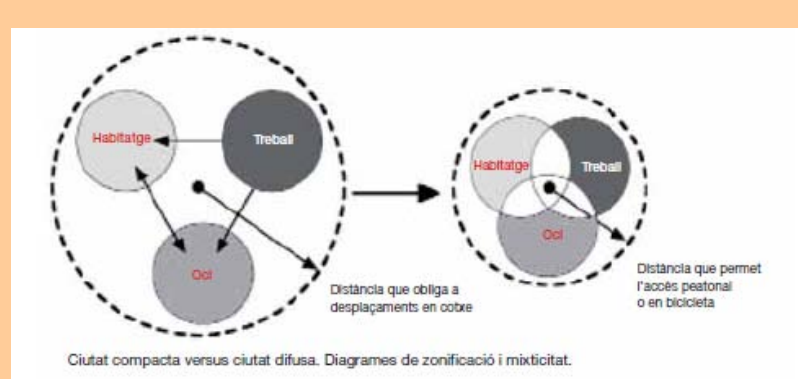 Habitatge
Treball
Oci
Distància que obliga a
desplaçaments en cotxe
Habitatge
Treball
Oci
Distància que permet
l'accés peatonal
o en bicicleta
Ciutat compacta versus ciutat difusa. Diagrames de zonificació i mixticitat.